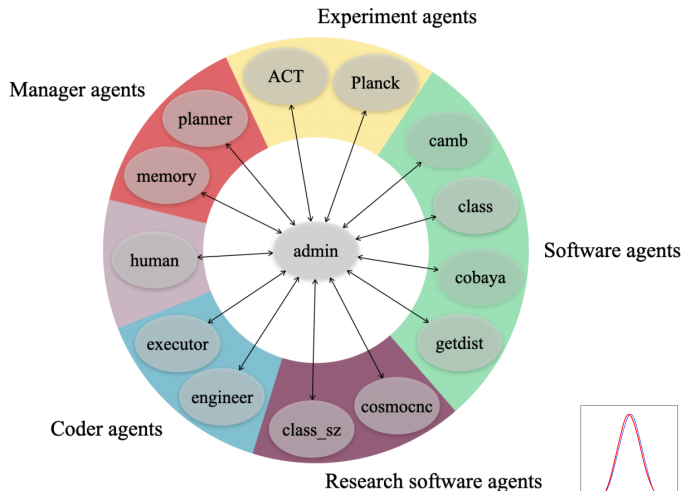 Experiment agents
ACT
Planck
Manager agents
planner
camb
memory
class
admin
human
Software agents
cobaya
executor
getdist
engineer
cosmocnc
Coder agents
class_sz
Research software agents